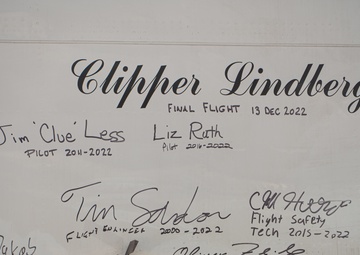 Clipper Lindberg
FINAL FLIGHT 13 DEC 2022
Jim 'Clue' Less
PILOT 2011-2022
Liz Ruth
Pilot 2016-2022
Tim Sandon
FLIGHT ENGINEER 2000-2022
Flight Safety
Tech 2015-2022